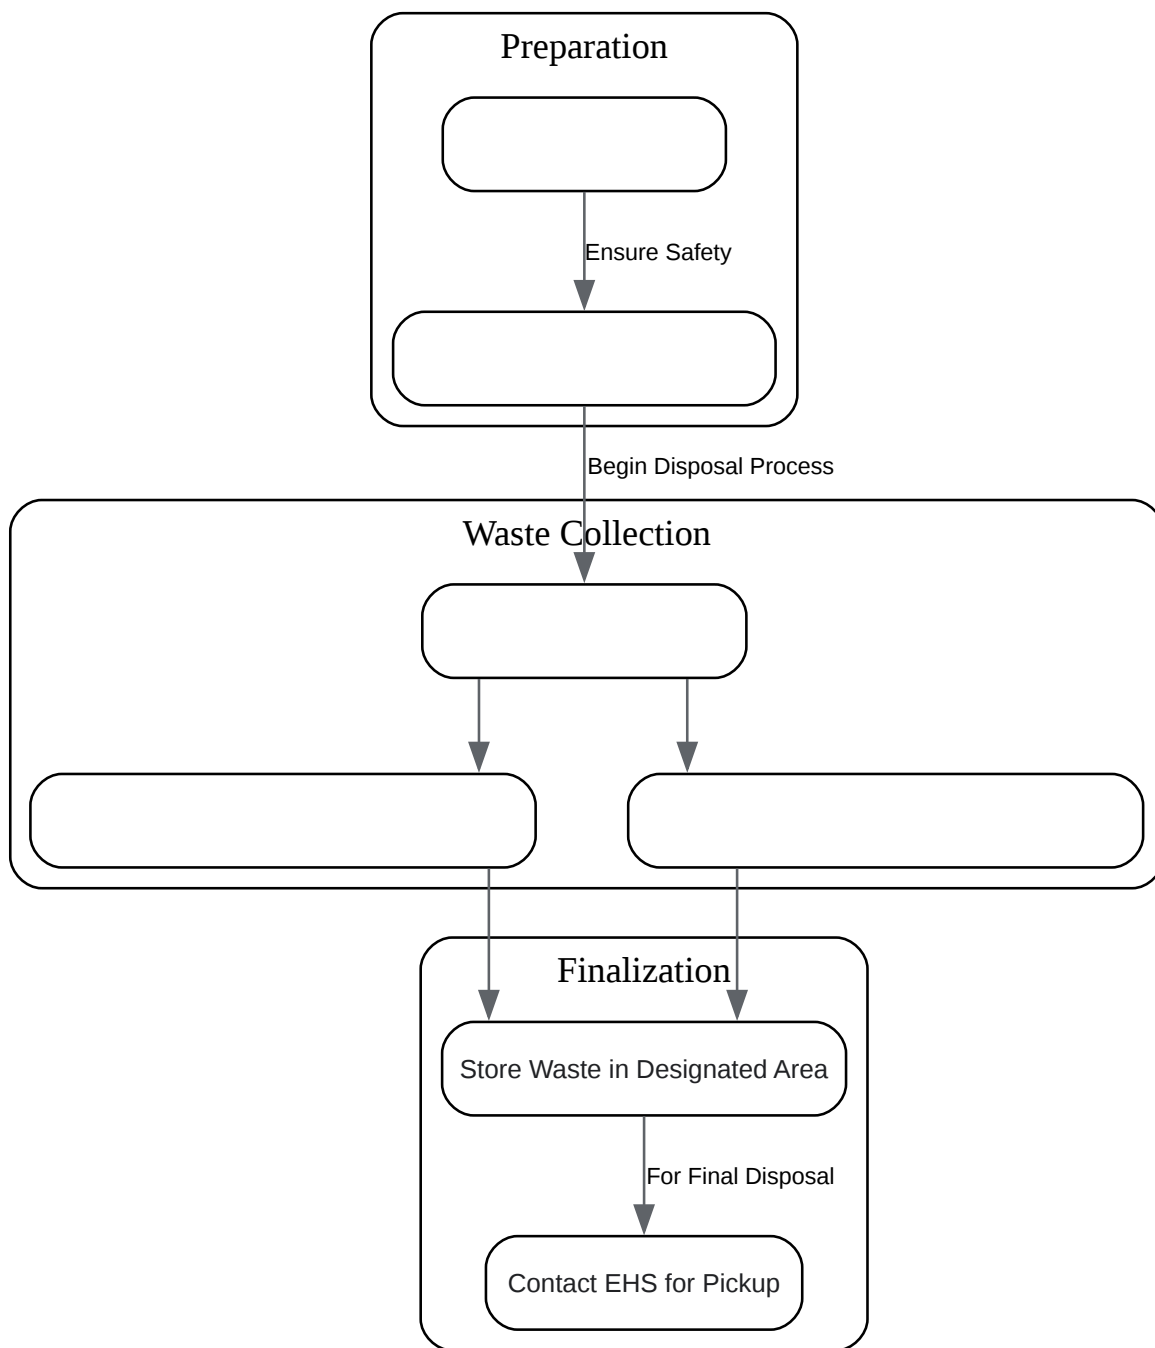 Preparation
Ensure Safety
Begin Disposal Process
Waste Collection
Finalization
Store Waste in Designated Area
For Final Disposal
Contact EHS for Pickup